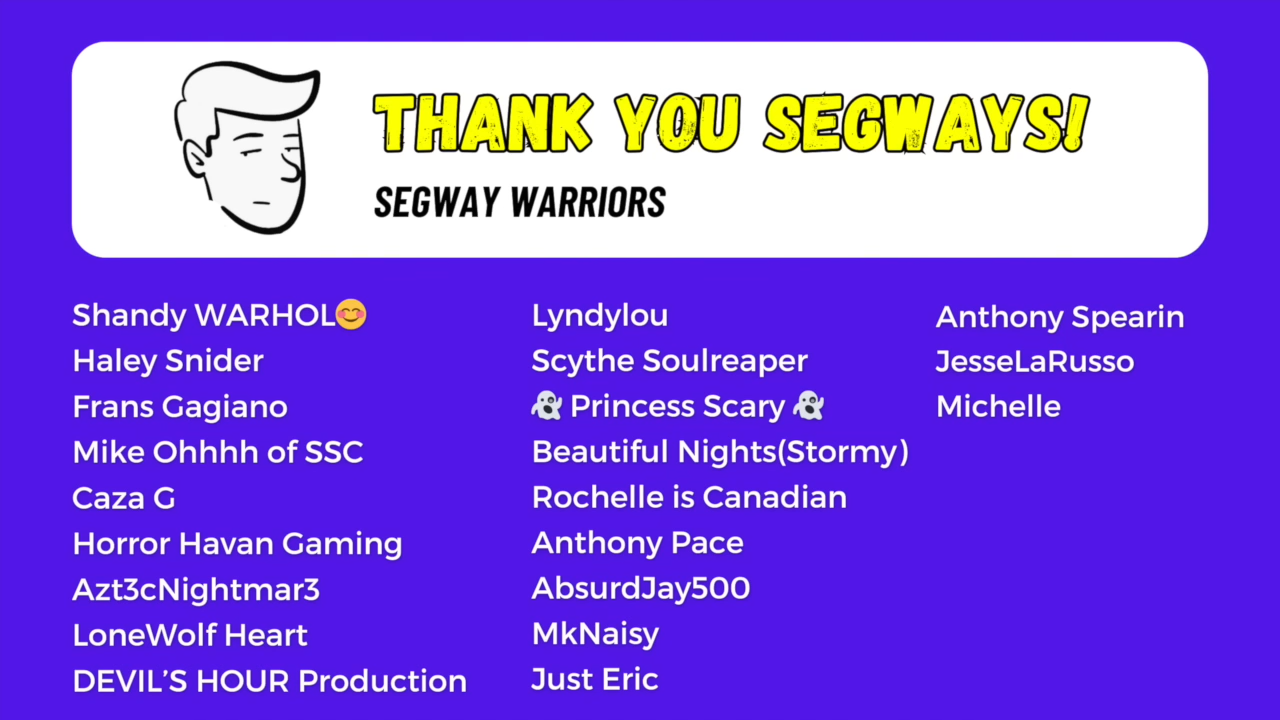 THANK YOU SEGWAYS!
SEGWAY WARRIORS
Shandy WARHOL😊
Haley Snider
Frans Gagiano
Mike Ohhhh of SSC
Caza G
Horror Havan Gaming
Azt3cNightmar3
LoneWolf Heart
DEVIL’S HOUR Production
Lyndylou
Scythe Soulreaper
👻 Princess Scary 👻
Beautiful Nights(Stormy)
Rochelle is Canadian
Anthony Pace
AbsurdJay500
MkNaisy
Just Eric
Anthony Spearin
JesseLaRusso
Michelle